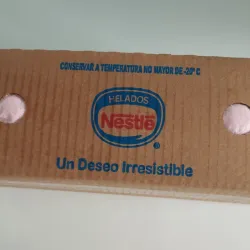 CONSERVAR A TEMPERATURA NO MAYOR DE -20° C
HELADOS
Nestlé
®
Un Deseo Irresistible